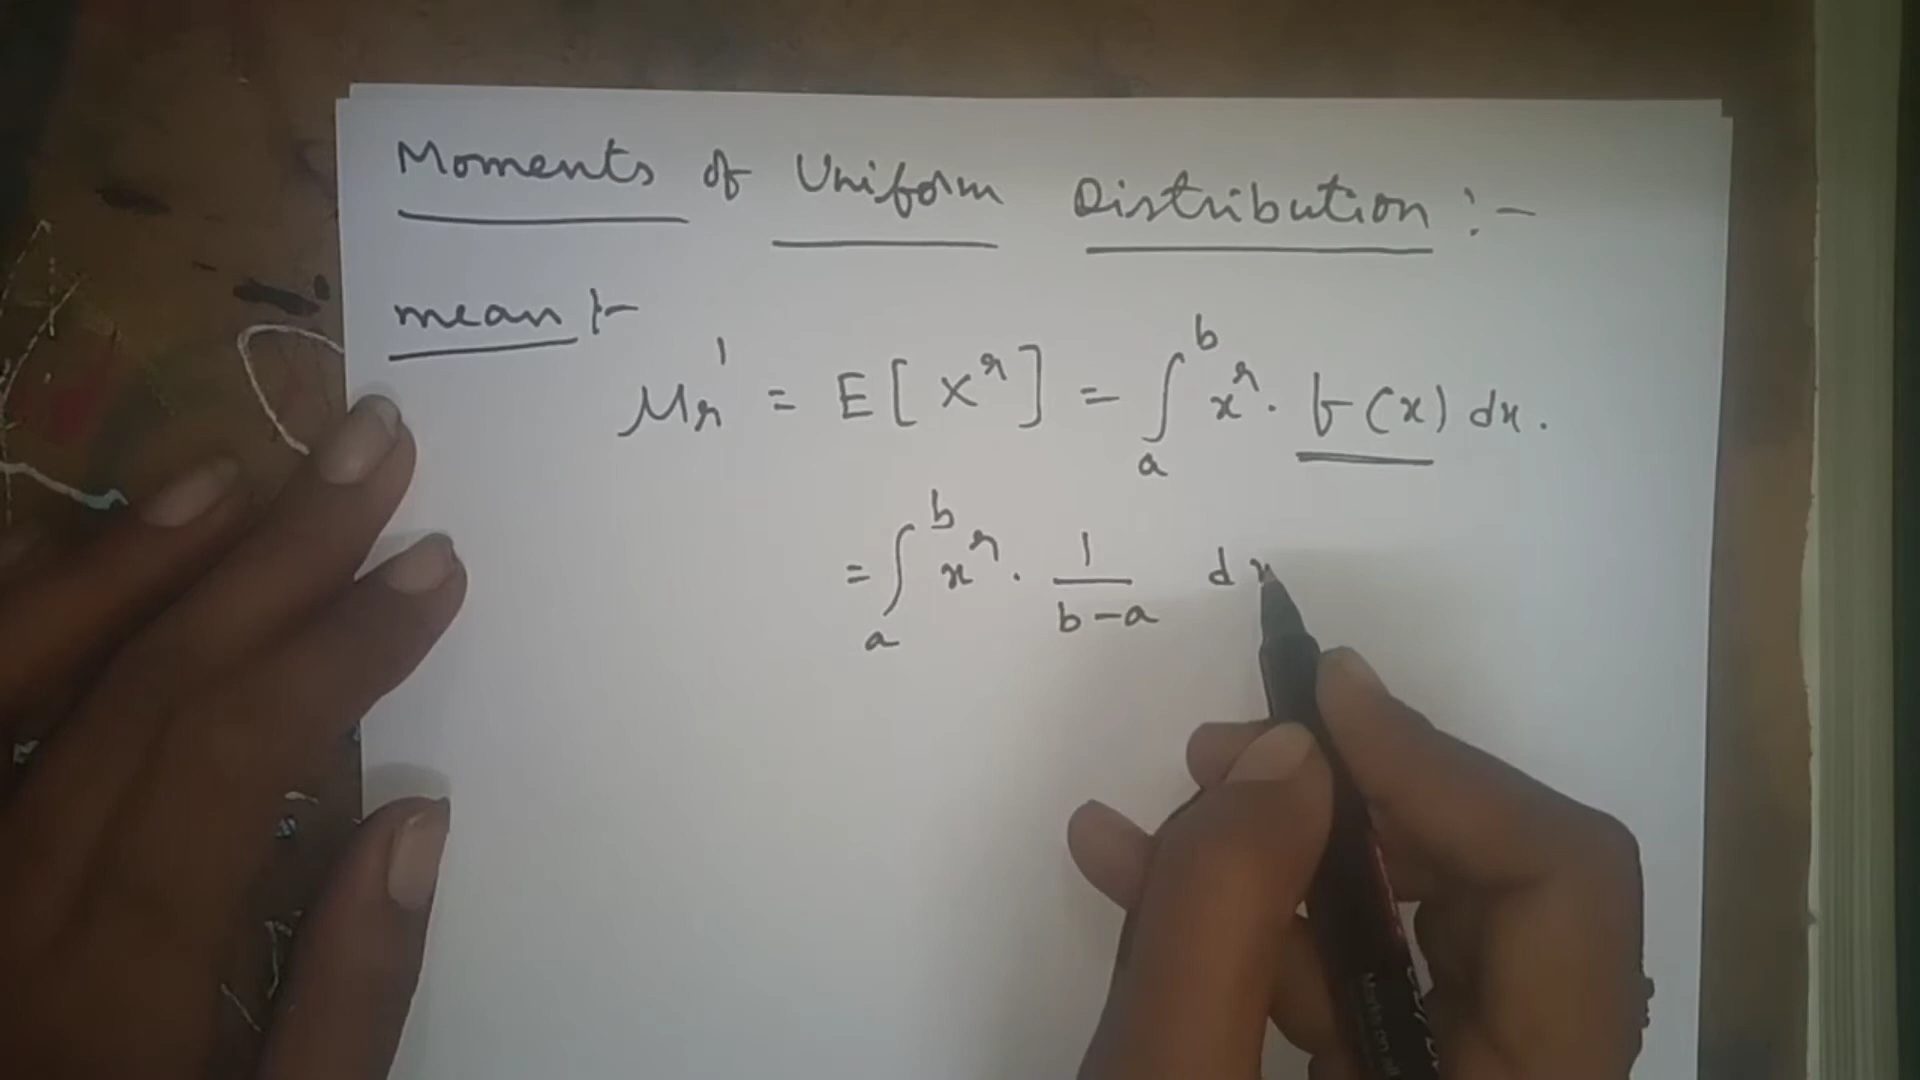 Moments of Uniform Distribution :-
mean :-
μr' = E[X^r] = ∫_a^b x^r . f(x) dx.
= ∫_a^b x^r . 1/(b-a) dx